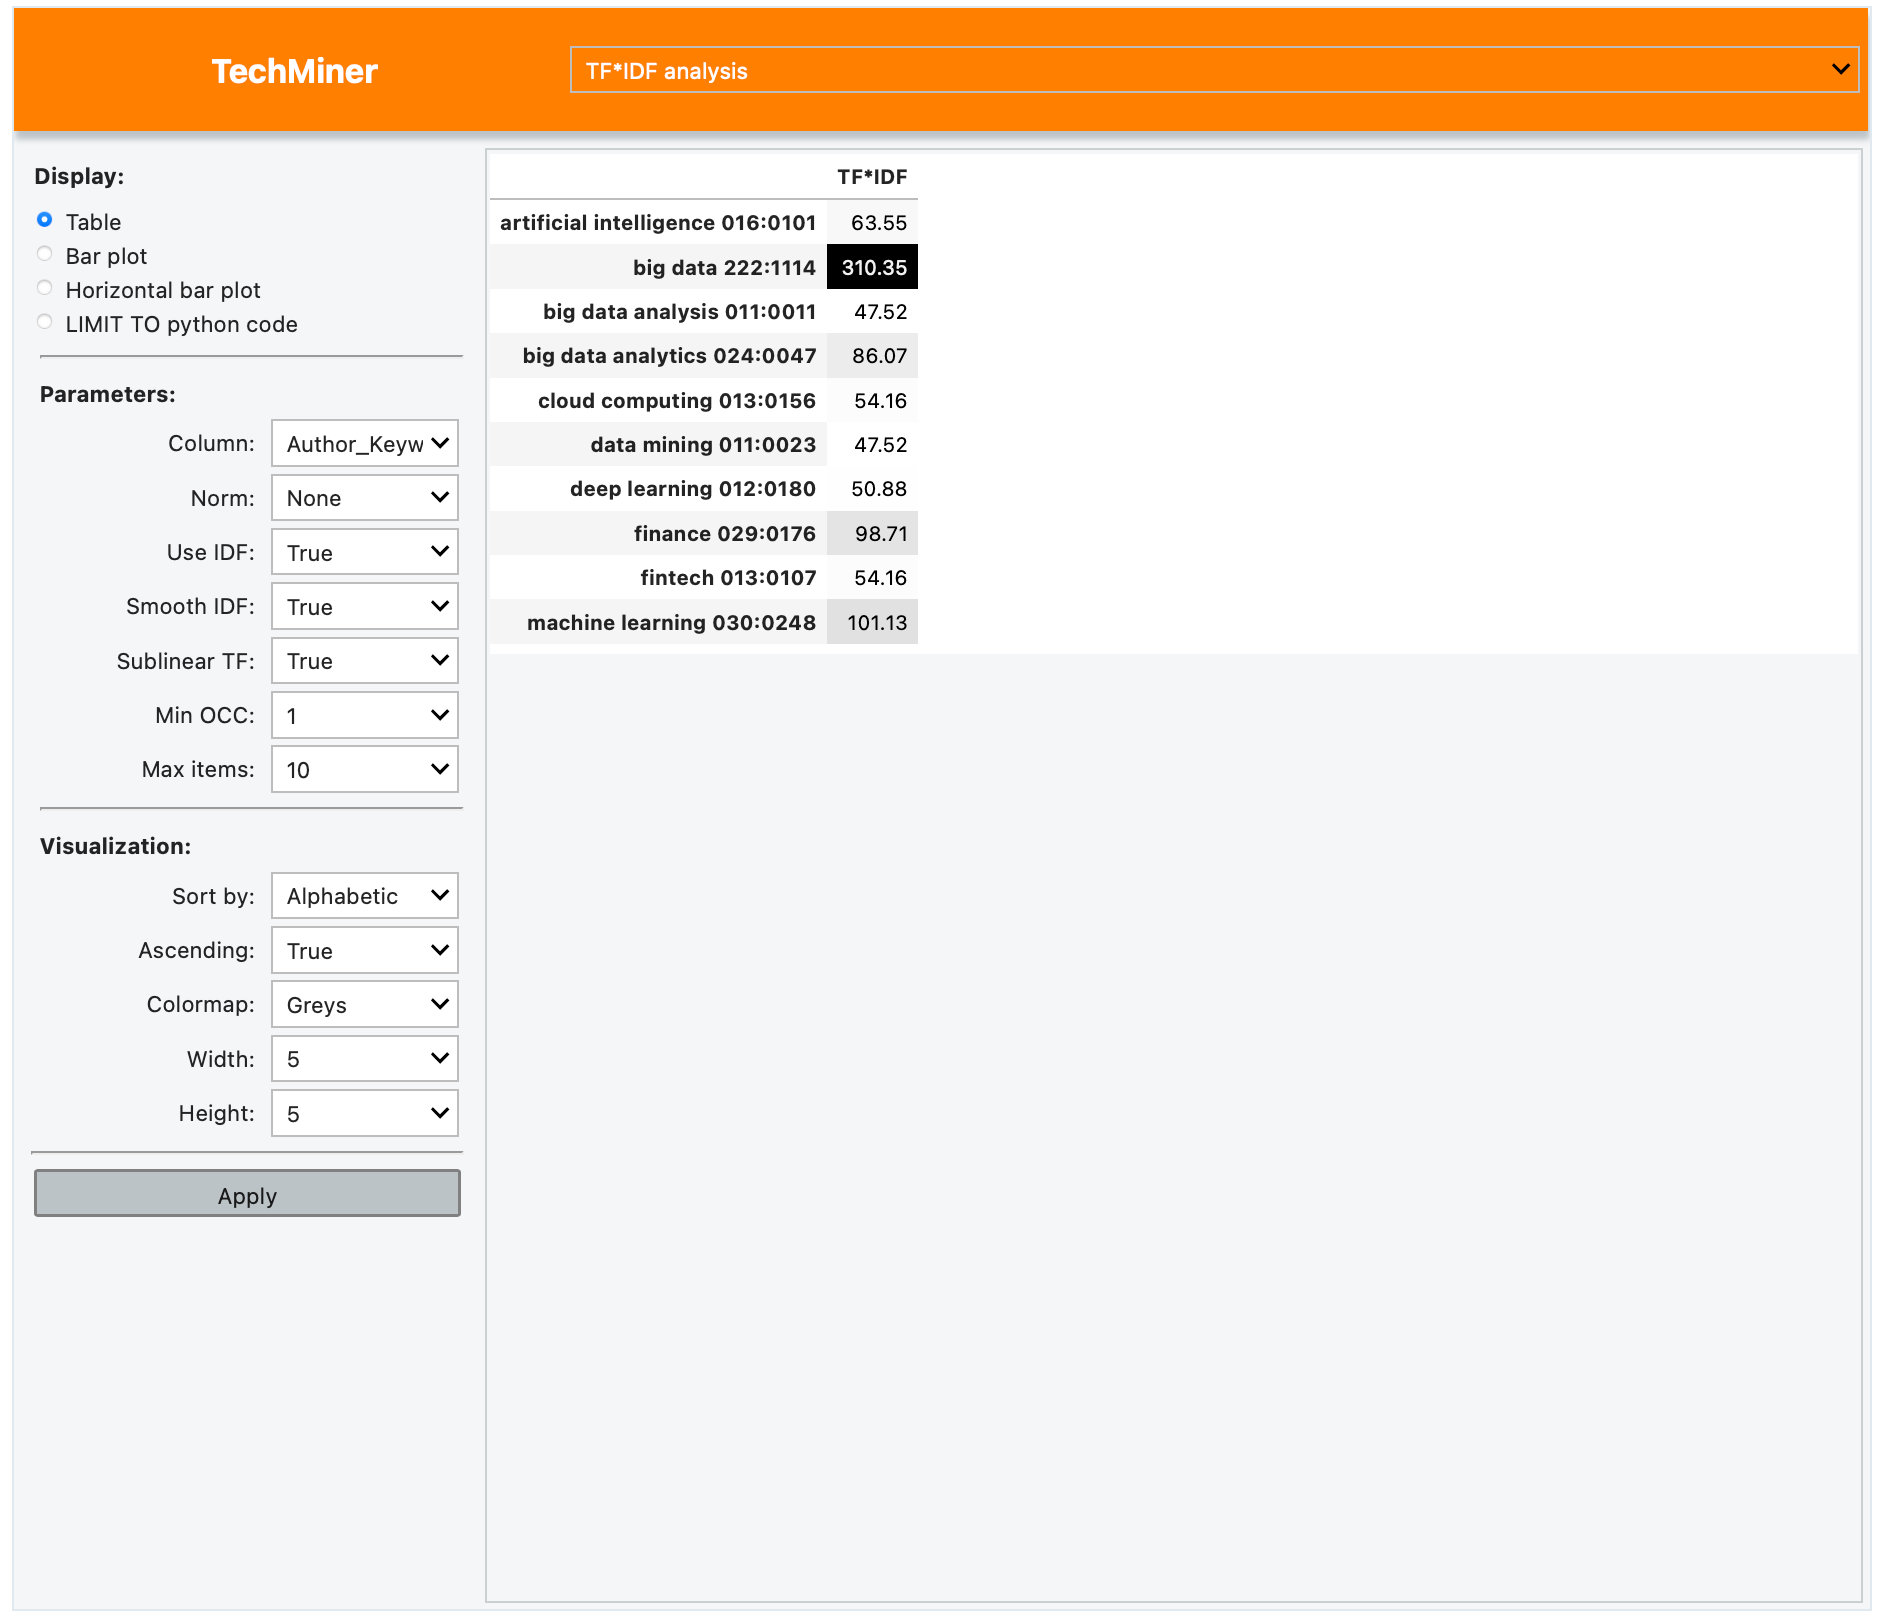 TechMiner
TF*IDF analysis
Display:
Table
Bar plot
Horizontal bar plot
LIMIT TO python code
Parameters:
Column: Author_Keyw
Norm: None
Use IDF: True
Smooth IDF: True
Sublinear TF: True
Min OCC: 1
Max items: 10
Visualization:
Sort by: Alphabetic
Ascending: True
Colormap: Greys
Width: 5
Height: 5
Apply
TF*IDF
artificial intelligence 016:0101 63.55
big data 222:1114 310.35
big data analysis 011:0011 47.52
big data analytics 024:0047 86.07
cloud computing 013:0156 54.16
data mining 011:0023 47.52
deep learning 012:0180 50.88
finance 029:0176 98.71
fintech 013:0107 54.16
machine learning 030:0248 101.13